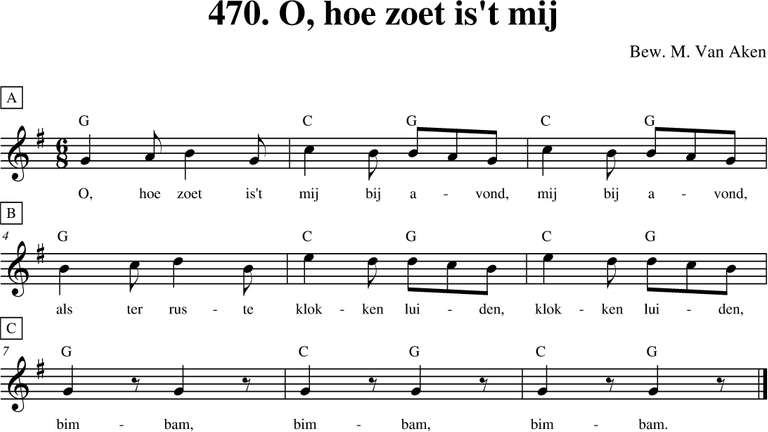 470. O, hoe zoet is't mij
Bew. M. Van Aken
A
G C G C G
6
8
O, hoe zoet is't mij bij a - vond, mij bij a - vond,
B
4
G C G C G
als ter rus - te klok - ken lui - den, klok - ken lui - den,
C
7
G C G C G
bim - bam, bim - bam, bim - bam.